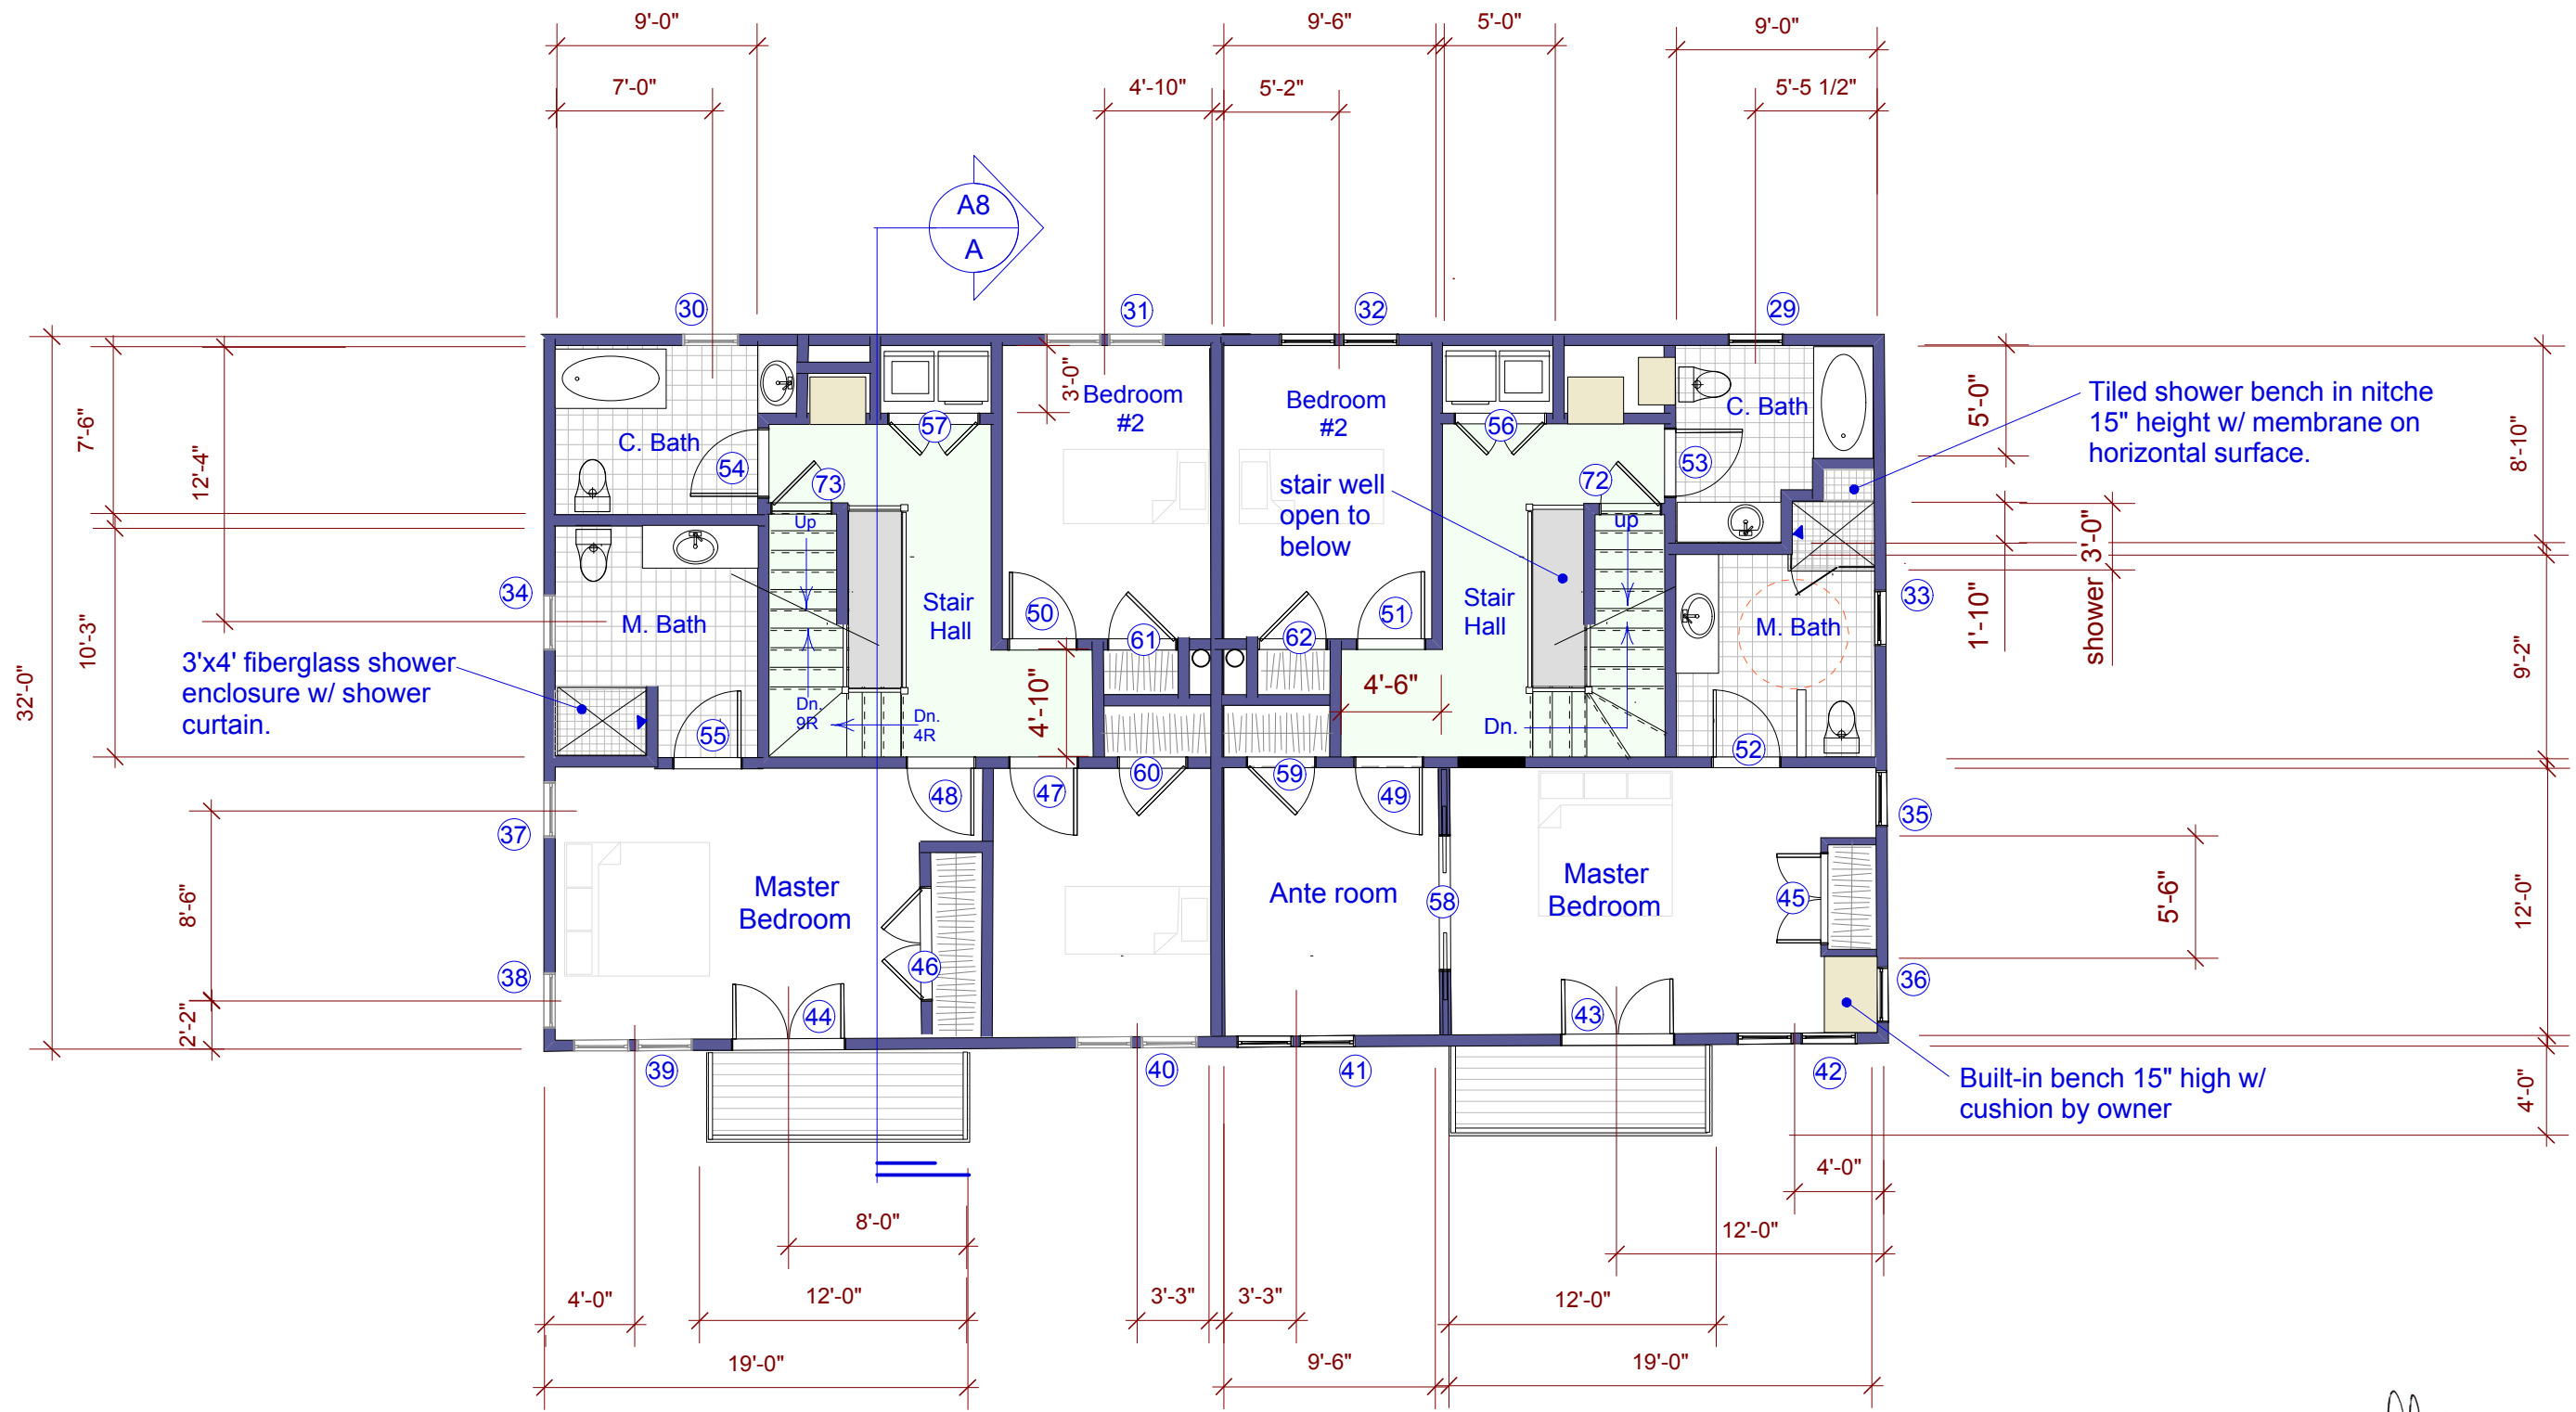 9'-0"
9'-6"
5'-0"
9'-0"
7'-0"
4'-10"
5'-2"
5'-5 1/2"
A8
A
30
31
32
29
3'-0"
Bedroom
#2
Bedroom
#2
C. Bath
C. Bath
57
56
54
73
72
53
5'-0"
Tiled shower bench in nitche
15" height w/ membrane on
horizontal surface.
8'-10"
7'-6"
12'-4"
32'-0"
stair well
open to
below
Up
up
34
10'-3"
M. Bath
Stair
Hall
50
61
62
51
Stair
Hall
M. Bath
33
1'-10"
shower 3'-0"
9'-2"
3'x4' fiberglass shower
enclosure w/ shower
curtain.
55
Dn.
9R
Dn.
4R
4'-10"
4'-6"
Dn.
52
48
47
60
59
49
37
35
8'-6"
Master
Bedroom
Ante room
58
Master
Bedroom
45
5'-6"
12'-0"
46
38
36
2'-2"
44
43
39
40
41
42
Built-in bench 15" high w/
cushion by owner
4'-0"
4'-0"
8'-0"
12'-0"
4'-0"
12'-0"
3'-3"
3'-3"
12'-0"
19'-0"
9'-6"
19'-0"